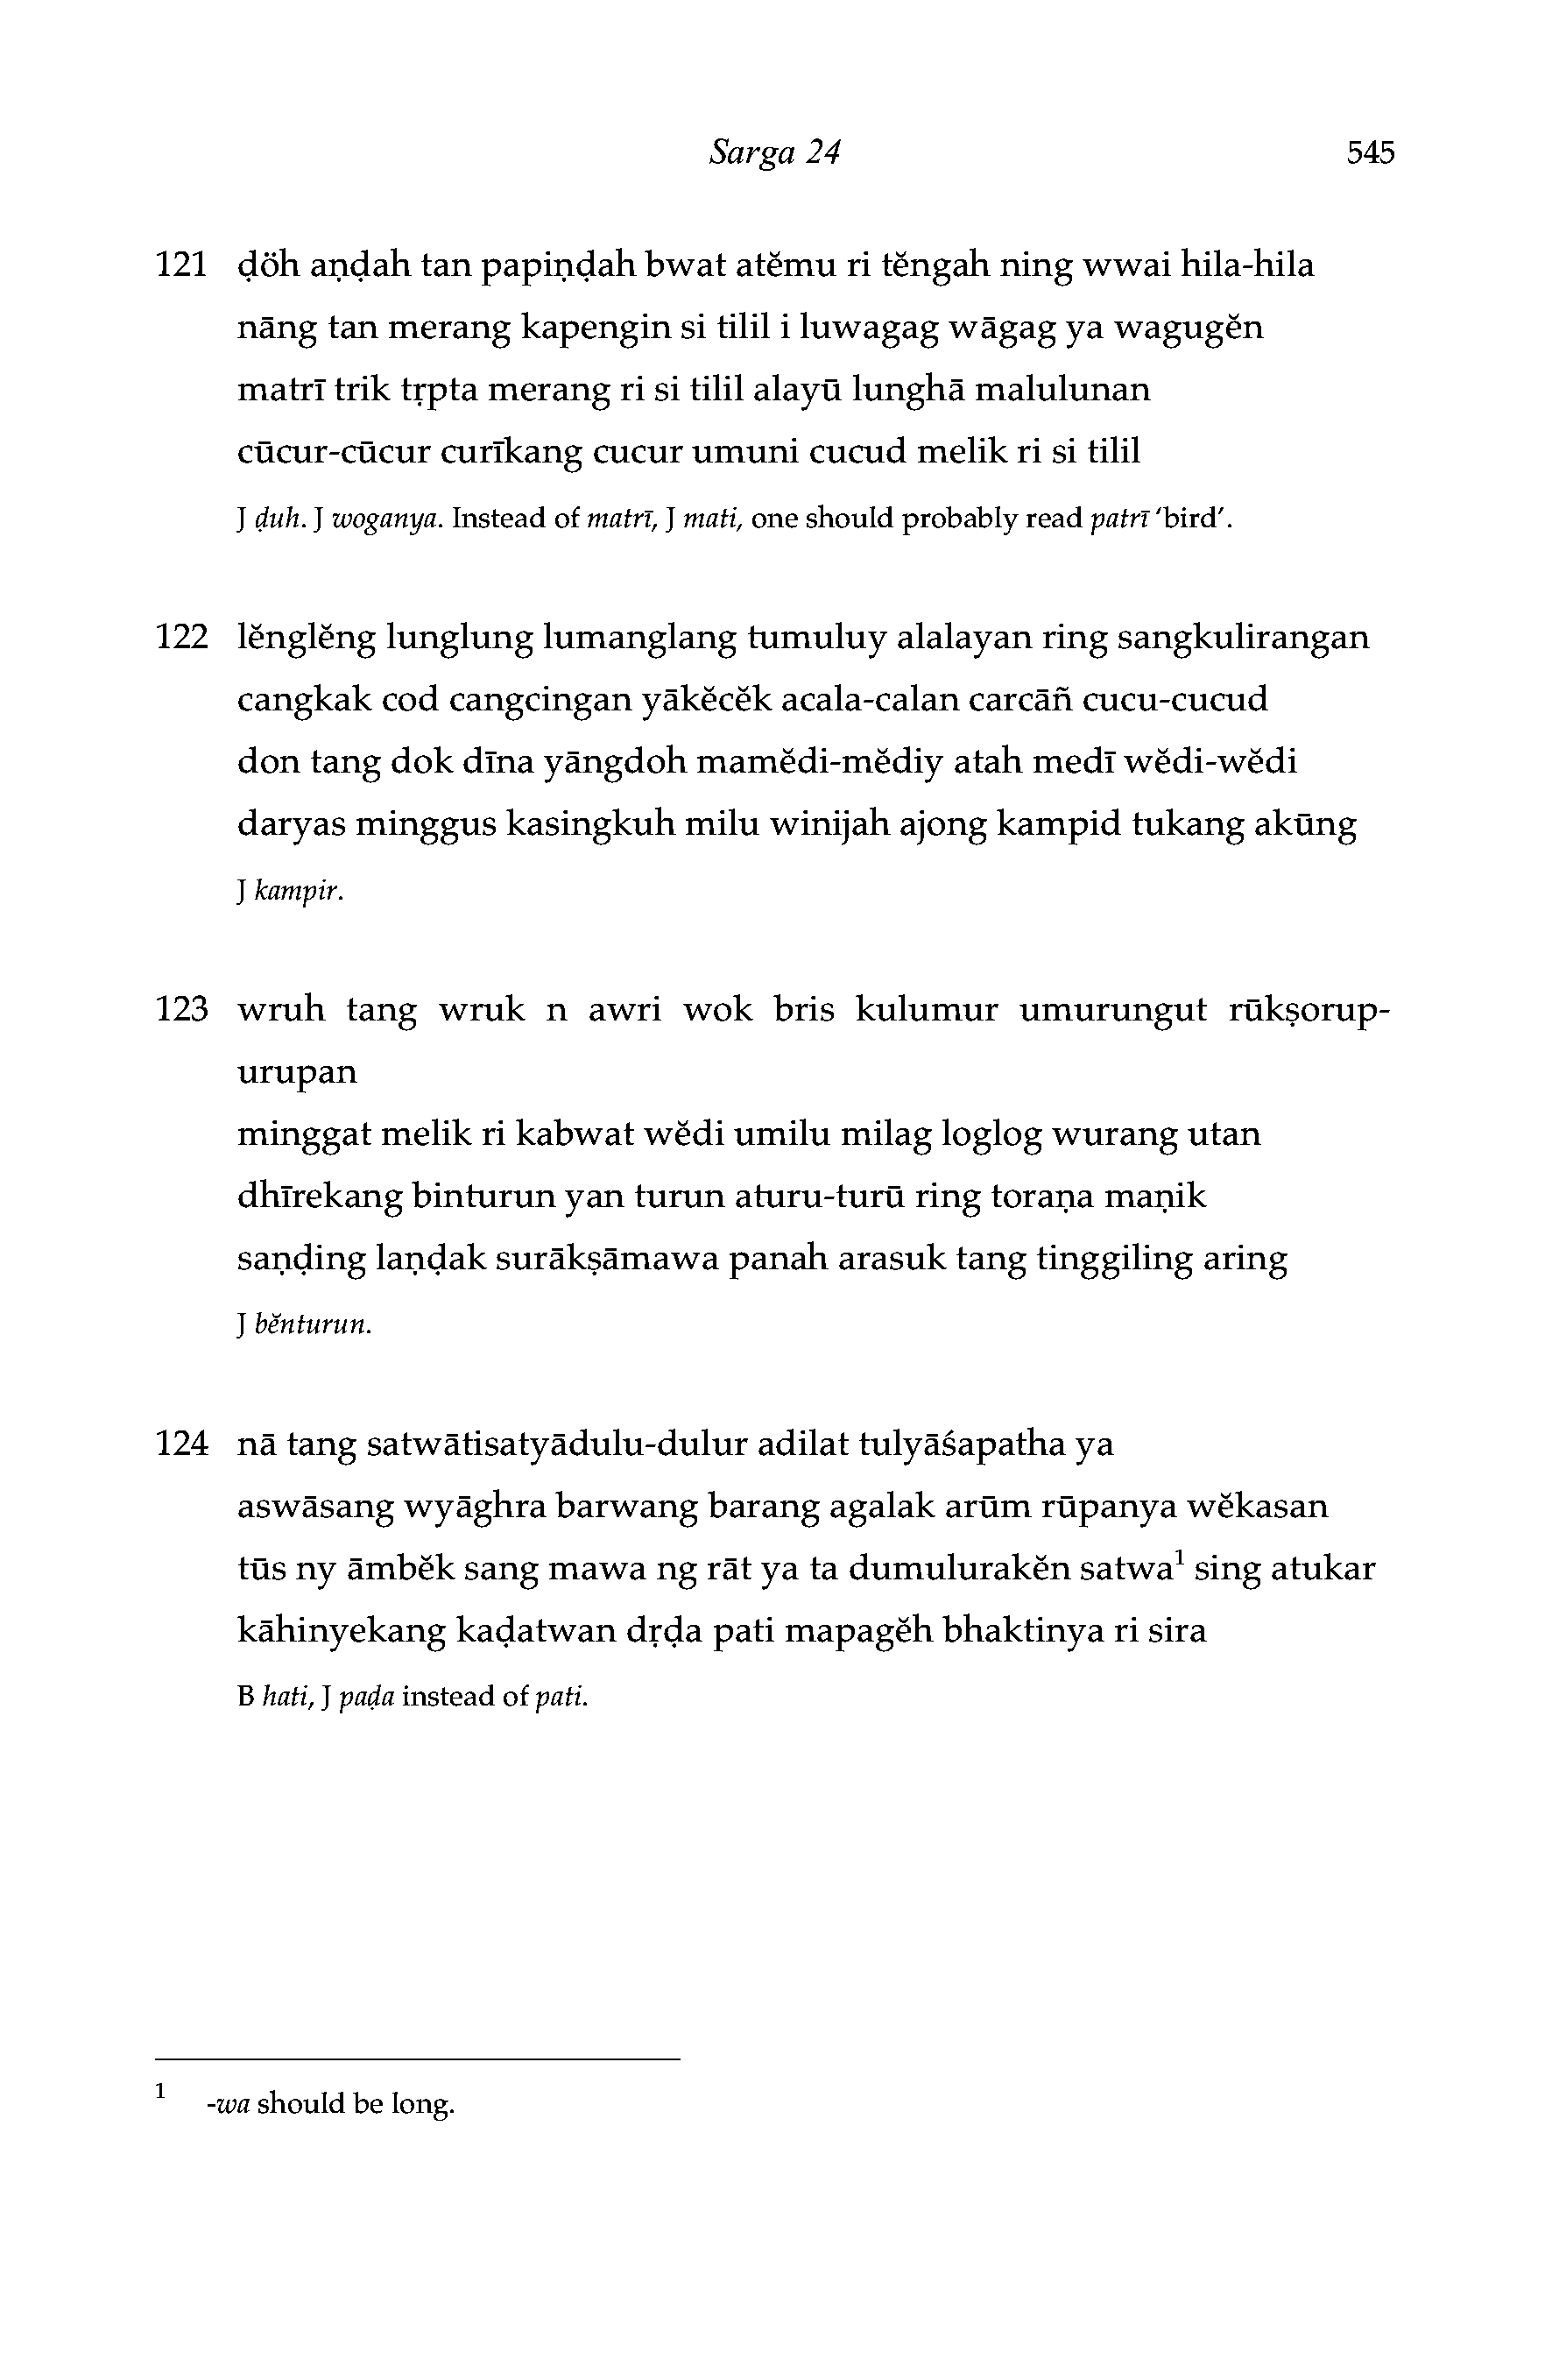 Sarga 24 545
121 ḍöh aṇḍah tan papiṇḍah bwat atĕmu ri tĕngah ning wwai hila-hila
nāng tan merang kapengin si tilil i luwagag wāgag ya wagugĕn
matrī trik tṛpta merang ri si tilil alayū lunghā malulunan
cūcur-cūcur curīkang cucur umuni cucud melik ri si tilil
J ḍuh. J woganya. Instead of matrī, J mati, one should probably read patrī 'bird'.
122 lĕnglĕng lunglung lumanglang tumuluy alalayan ring sangkulirangan
cangkak cod cangcingan yākĕcĕk acala-calan carcāñ cucu-cucud
don tang dok dīna yāngdoh mamĕdi-mĕdiy atah medī wĕdi-wĕdi
daryas minggus kasingkuh milu winijah ajong kampid tukang akūng
J kampir.
123 wruh tang wruk n awri wok bris kulumur umurungut rūkṣorup-
urupan
minggat melik ri kabwat wĕdi umilu milag loglog wurang utan
dhīrekang binturun yan turun aturu-turū ring toraṇa maṇik
saṇḍing laṇḍak surākṣāmawa panah arasuk tang tinggiling aring
J bĕnturun.
124 nā tang satwātisatyādulu-dulur adilat tulyāśapatha ya
aswāsang wyāghra barwang barang agalak arūm rūpanya wĕkasan
tūs ny āmbĕk sang mawa ng rāt ya ta dumulurakĕn satwa¹ sing atukar
kāhinyekang kaḍatwan dṛḍa pati mapagĕh bhaktinya ri sira
B hati, J paḍa instead of pati.
¹ -wa should be long.